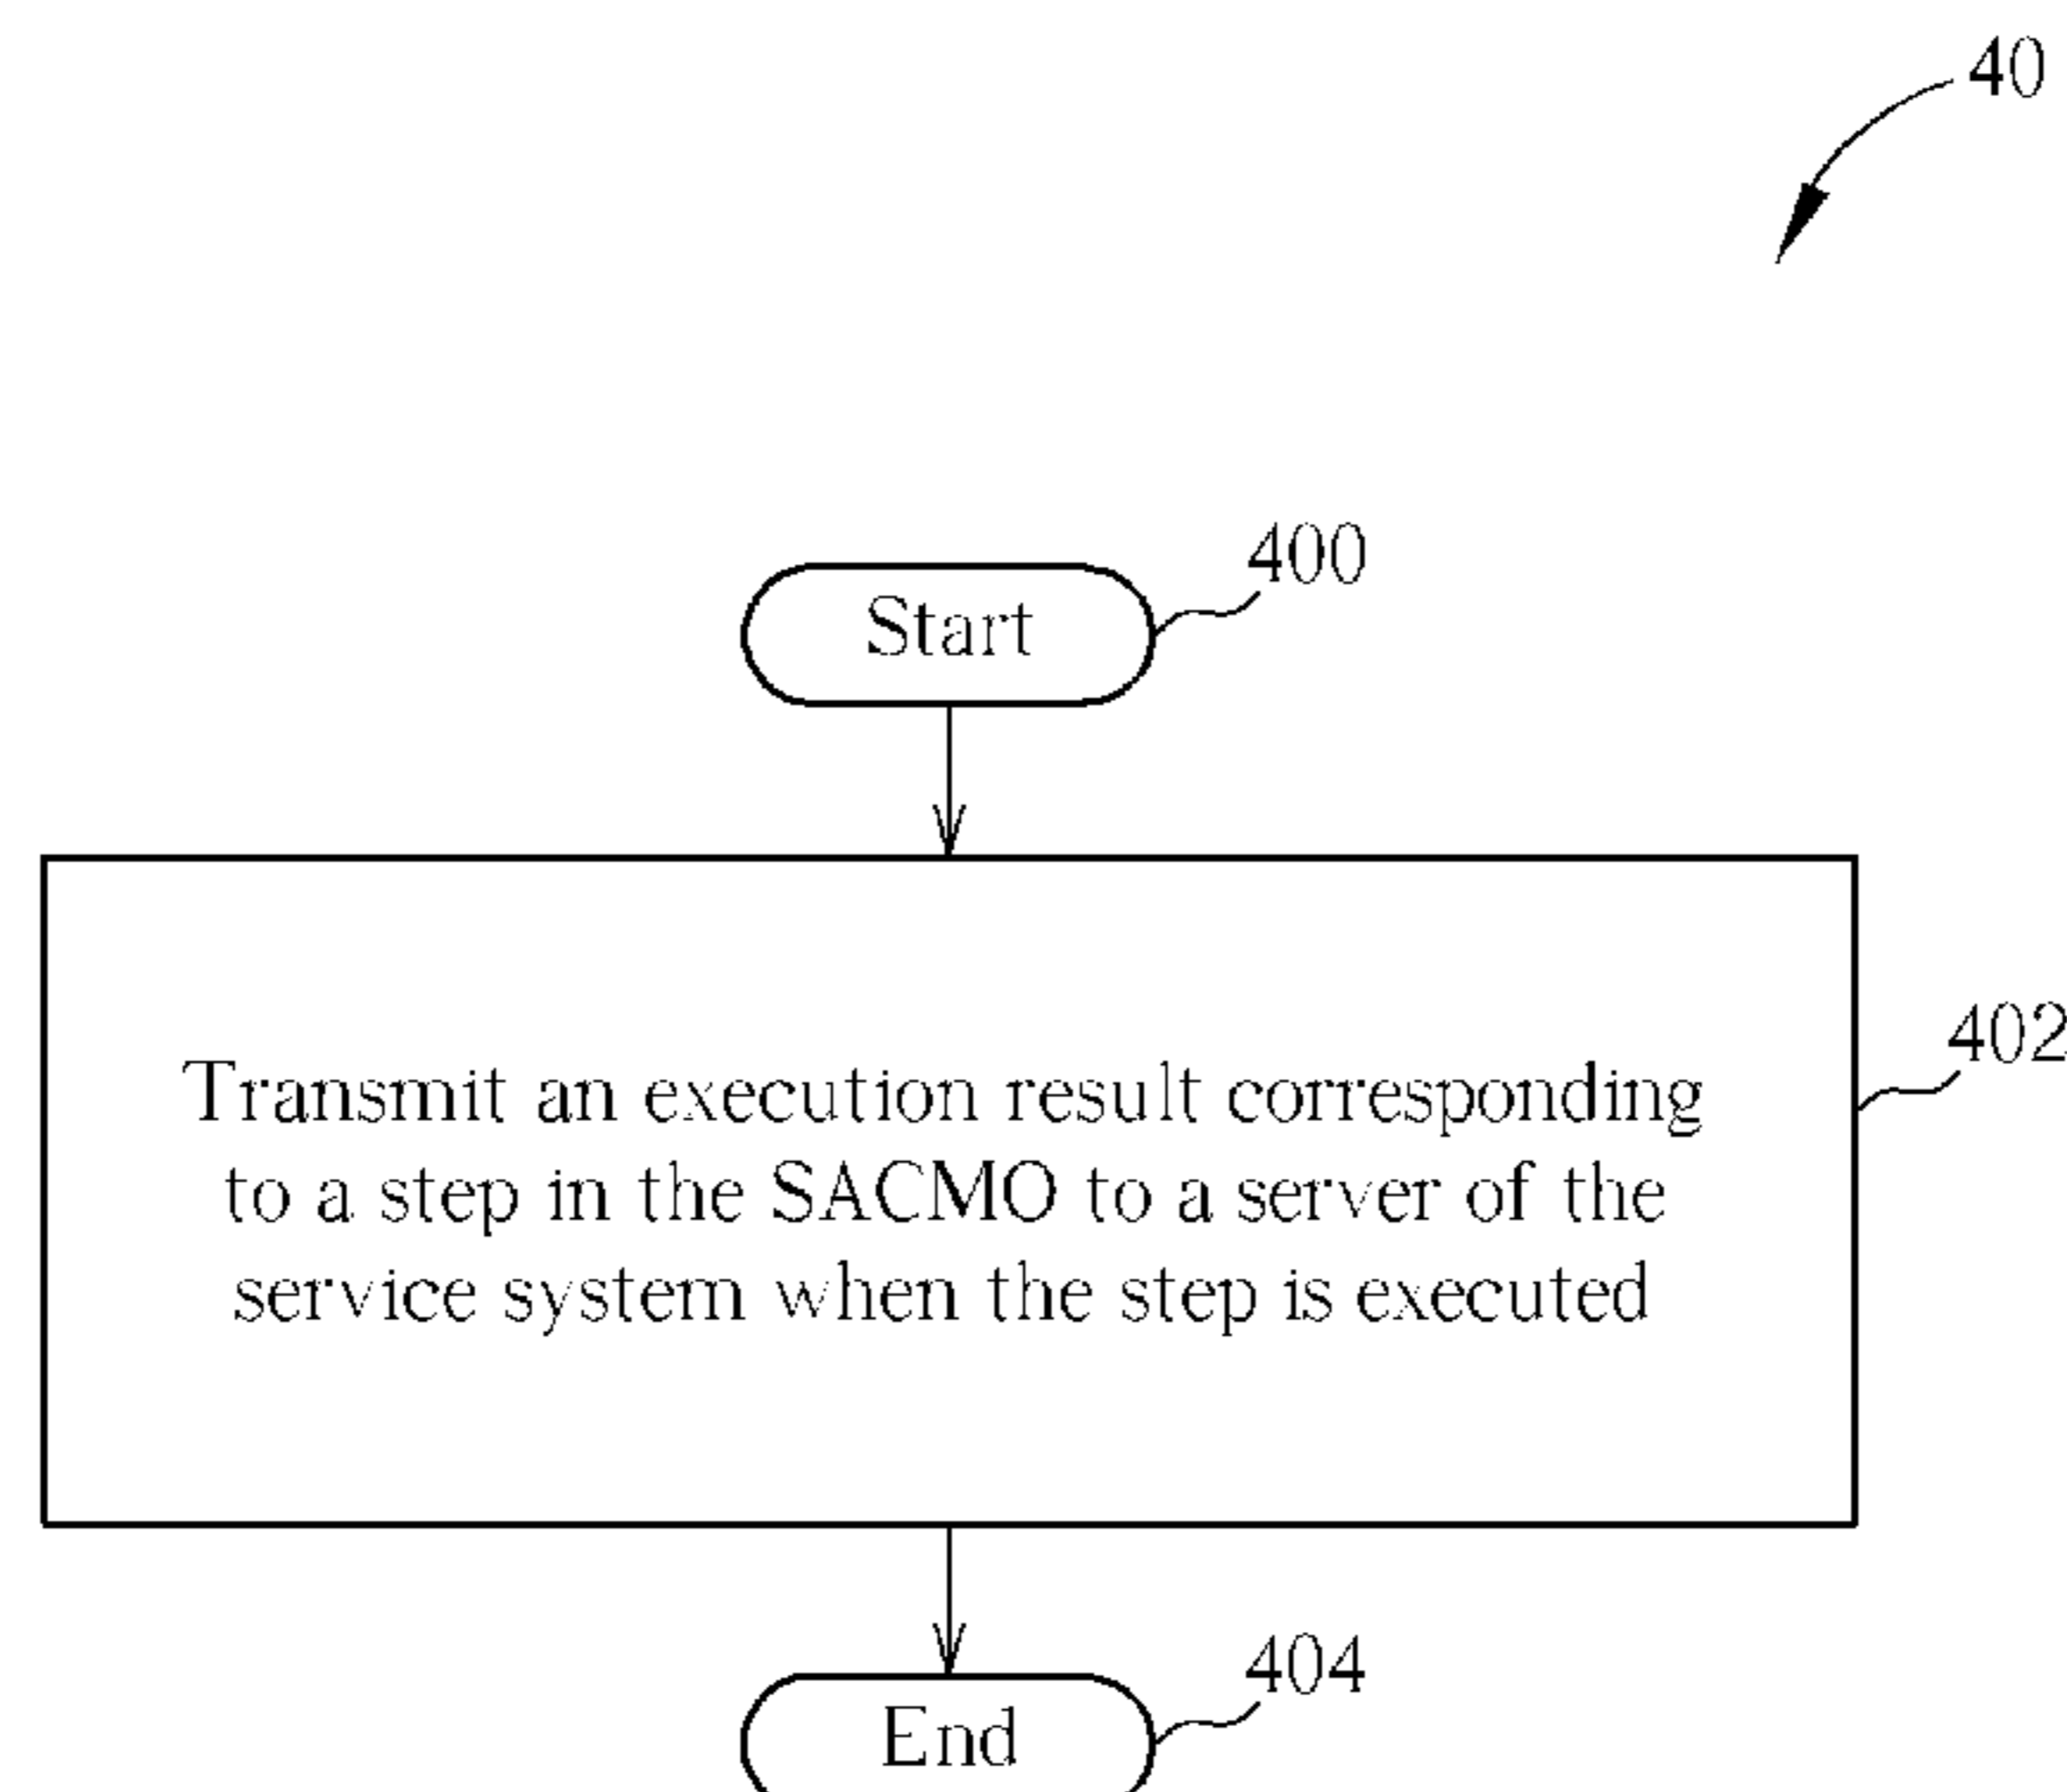 40
400
Start
402
Transmit an execution result corresponding
to a step in the SACMO to a server of the
service system when the step is executed
404
End